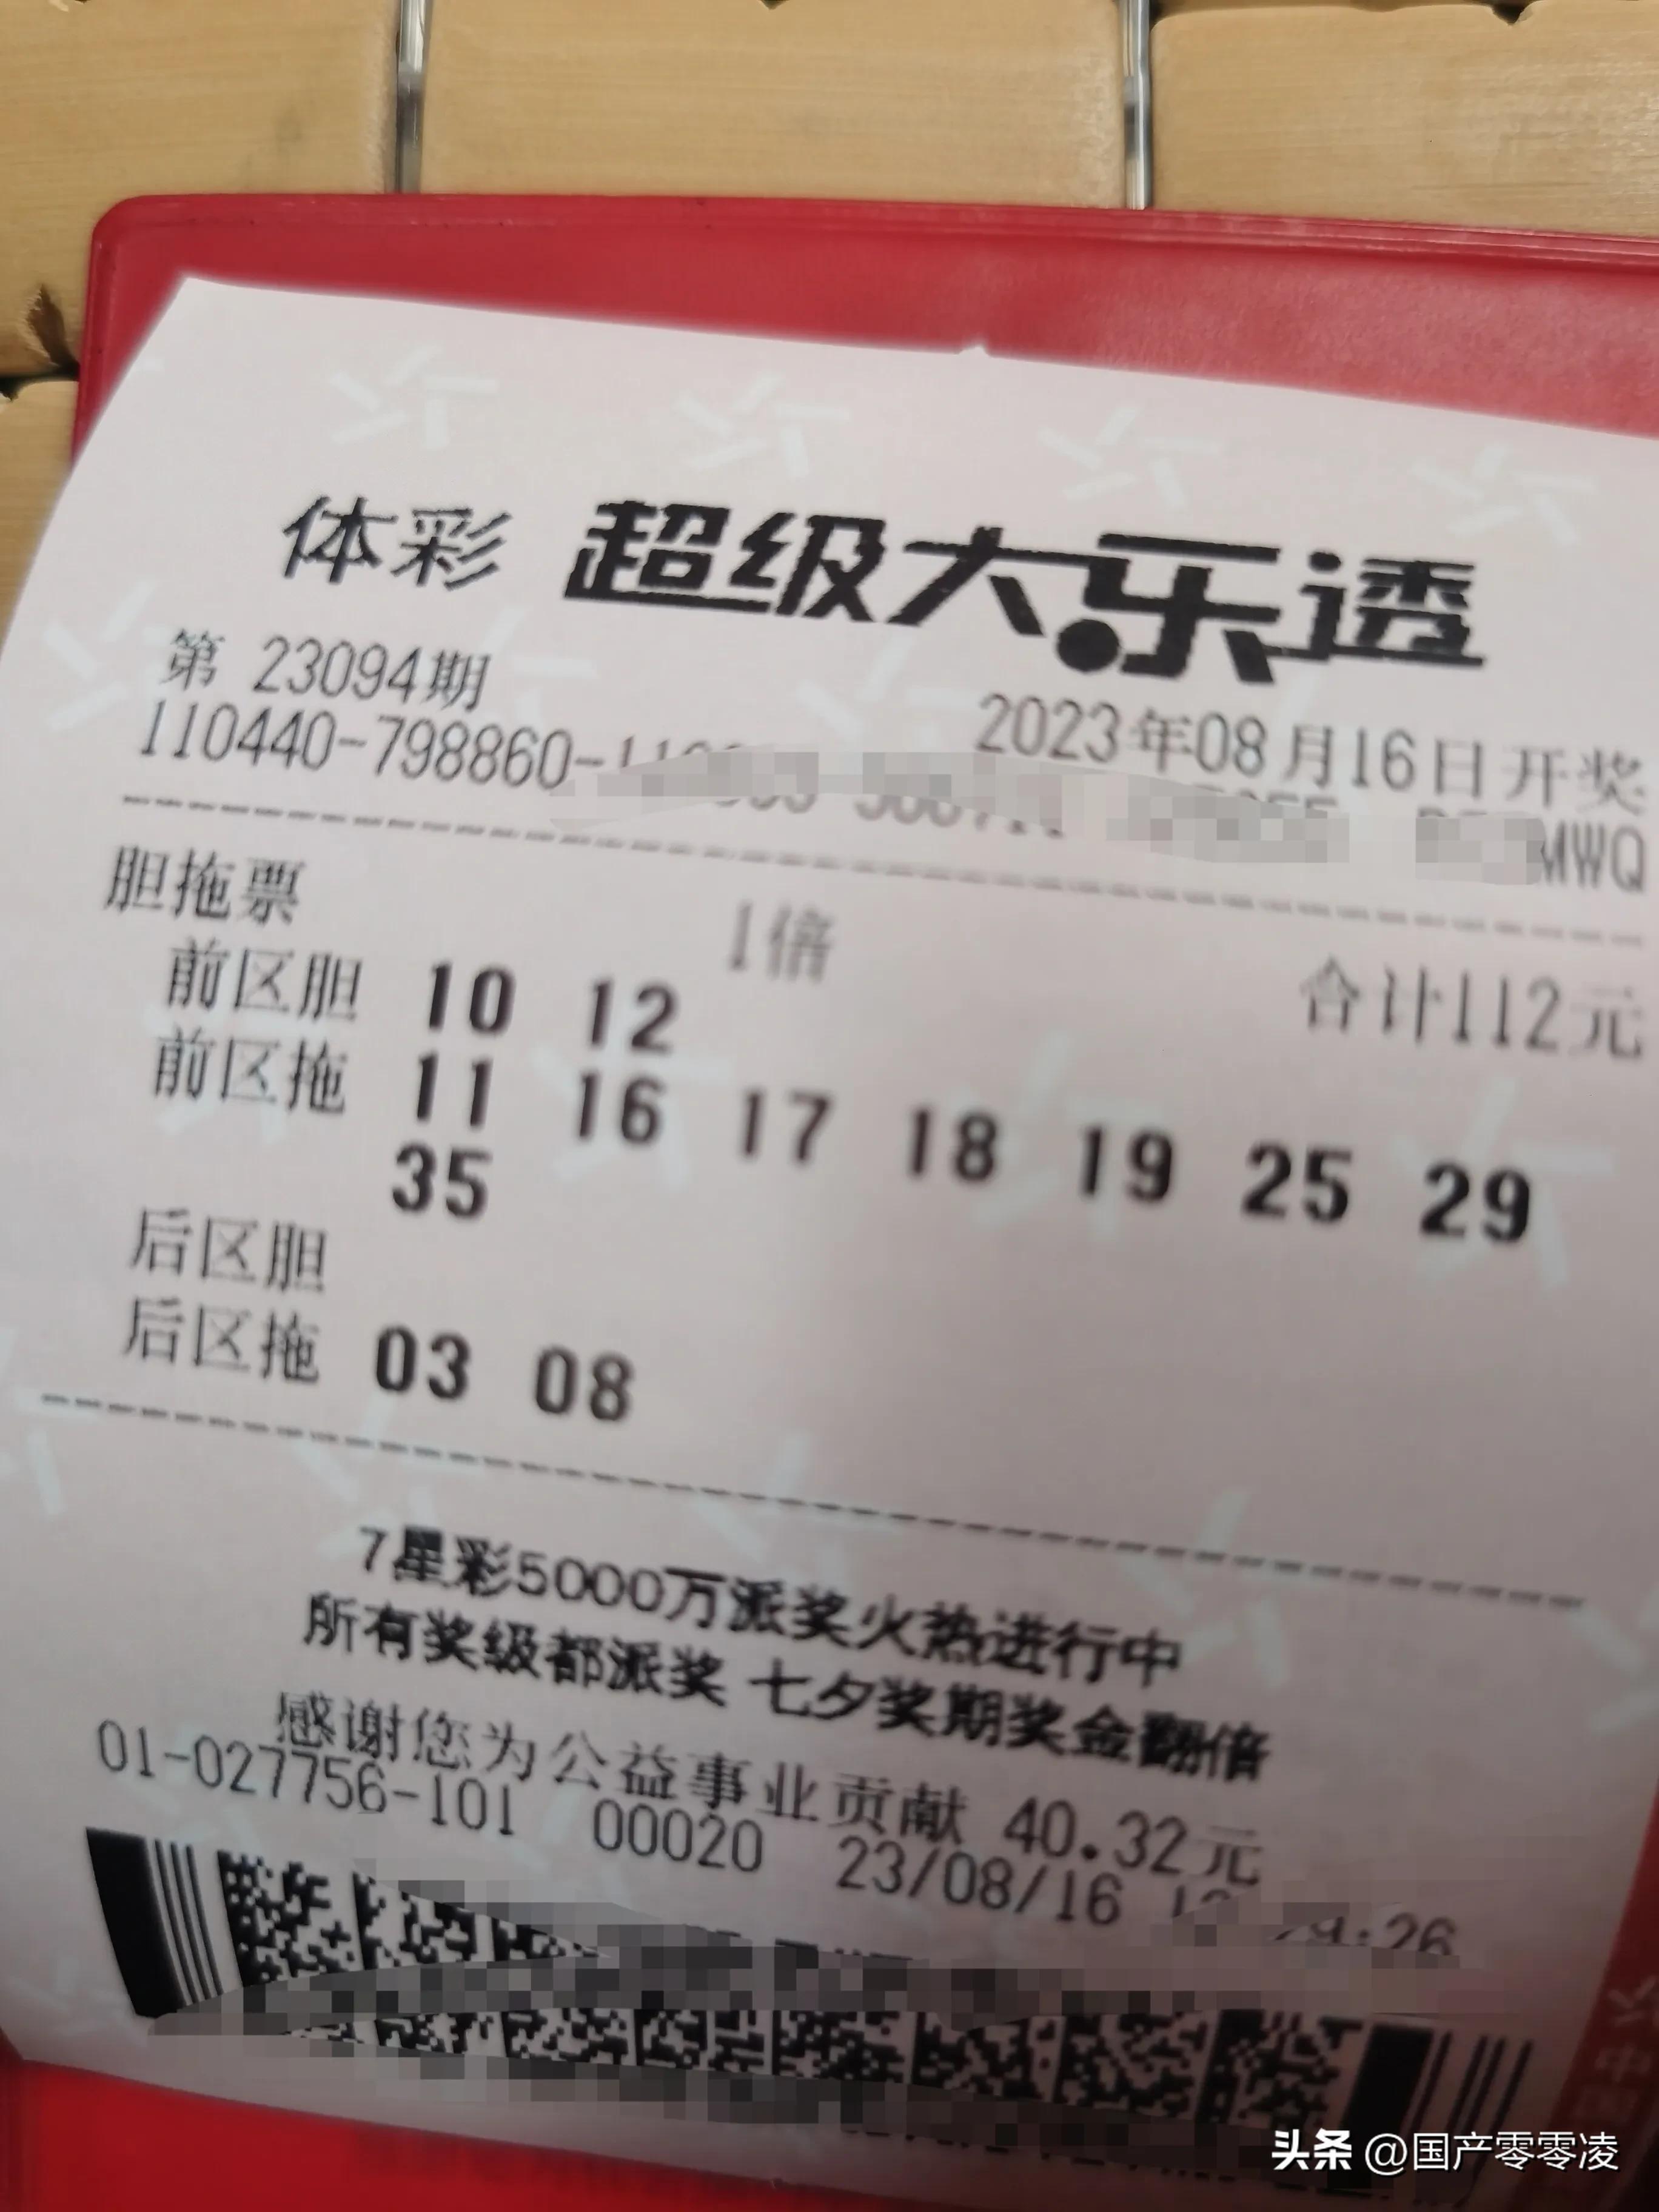 体彩 超级大乐透
第 23094期
2023年08月16日开奖
110440-798860- MWQ
胆拖票 1倍 合计112元
前区胆 10 12
前区拖 11 16 17 18 19 25 29
35
后区胆
后区拖 03 08
7星彩5000万派奖火热进行中
所有奖级都派奖 七夕奖期奖金翻倍
感谢您为公益事业贡献 40.32元
01-027756-101 00020 23/08/16 :26
头条 @国产零零凌